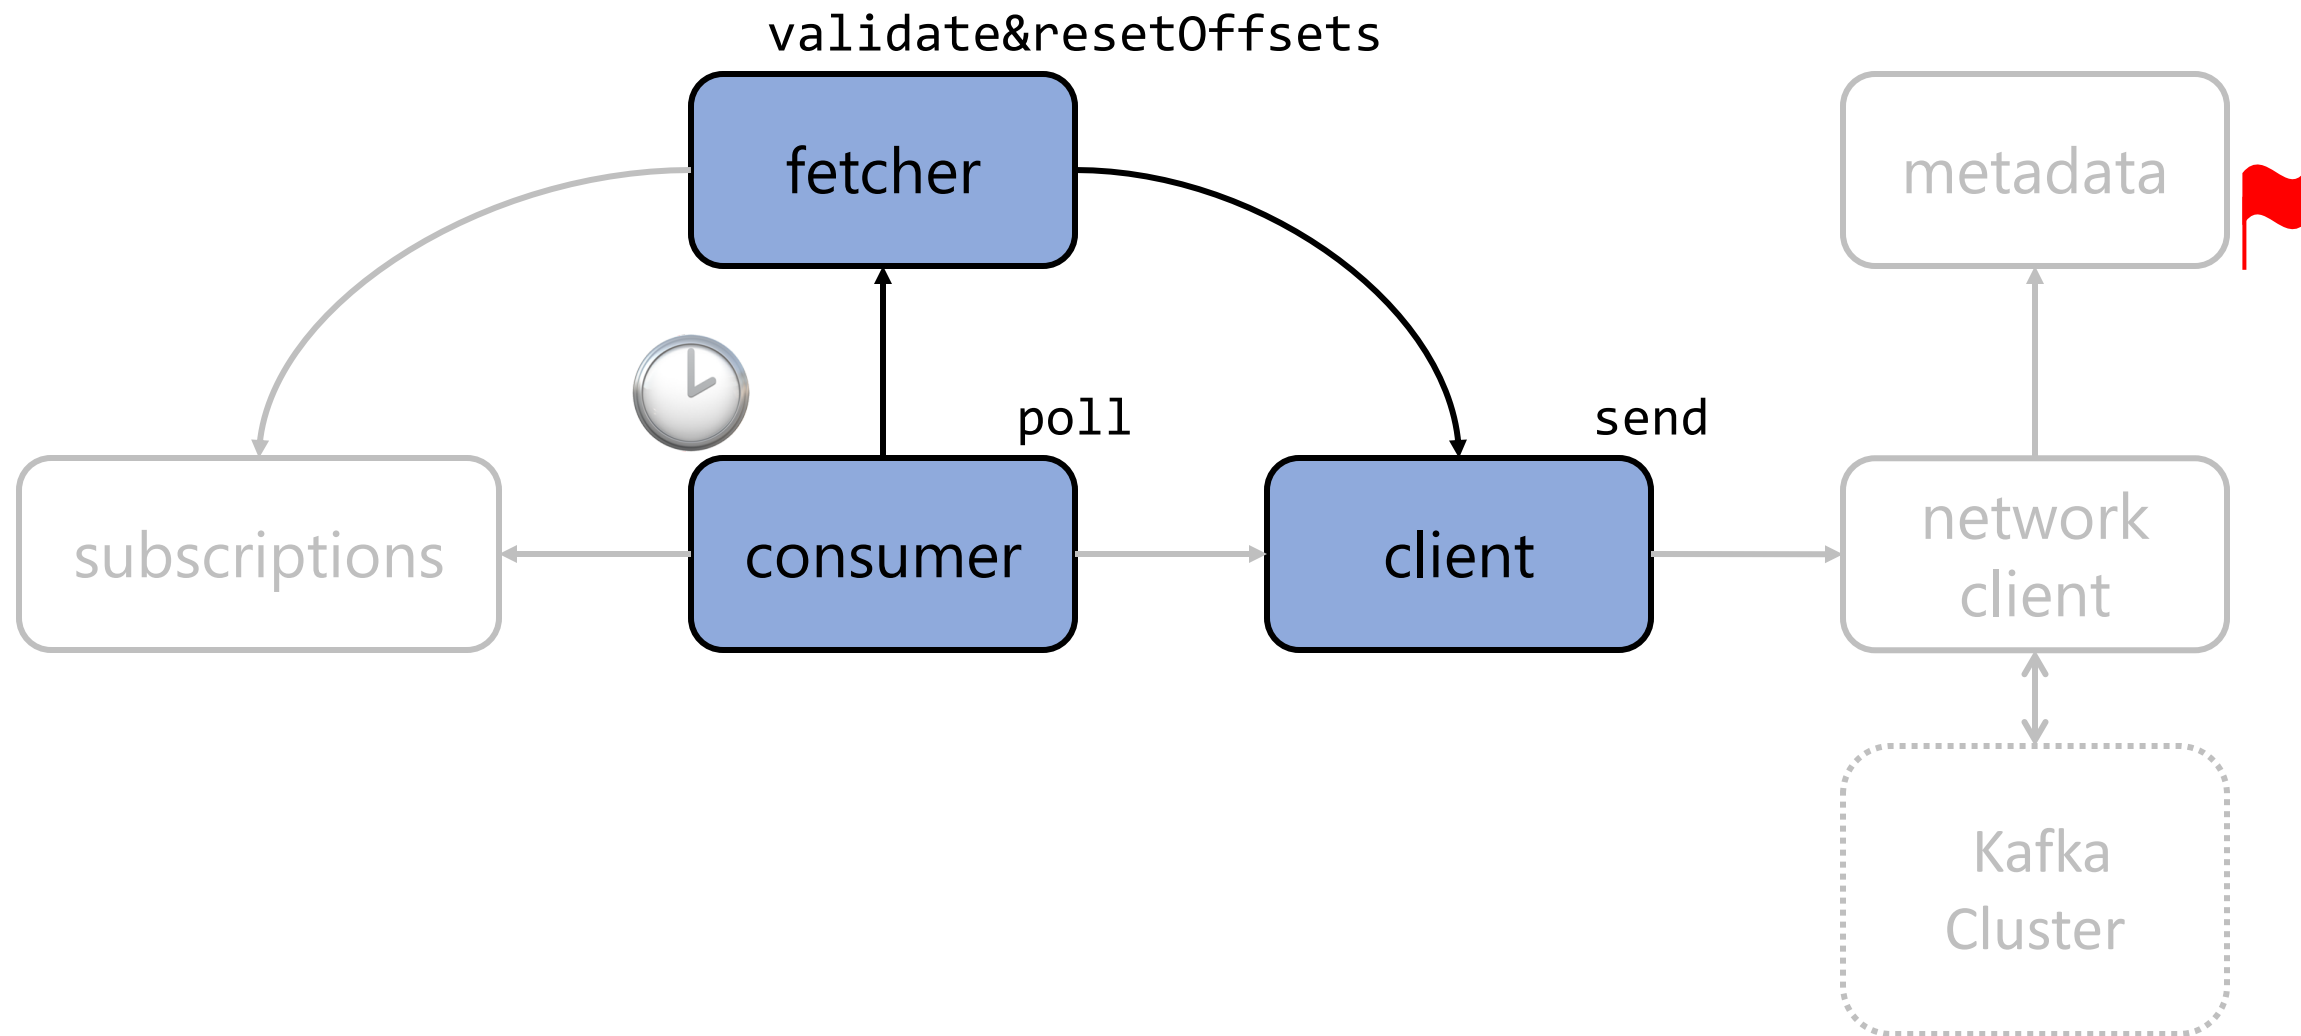 validate&resetOffsets
fetcher
metadata
poll
send
subscriptions
consumer
client
network
client
Kafka
Cluster